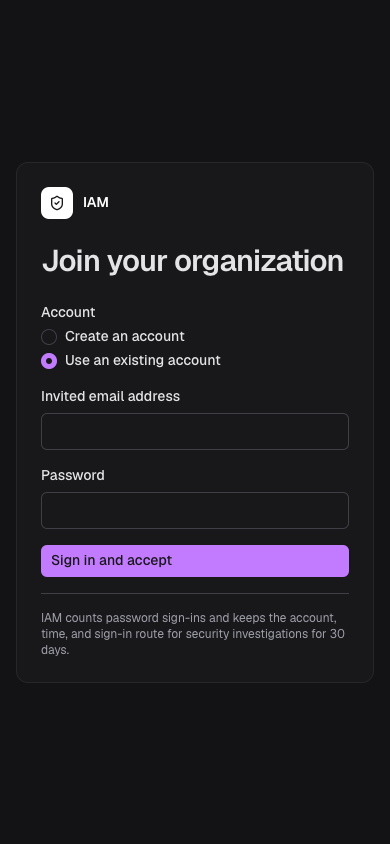 IAM
Join your organization
Account
Create an account
Use an existing account
Invited email address
Password
Sign in and accept
IAM counts password sign-ins and keeps the account,
time, and sign-in route for security investigations for 30
days.